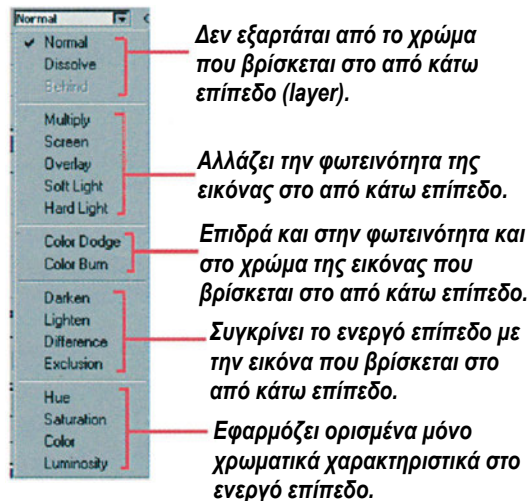 Normal
Normal
Dissolve
Behind
Δεν εξαρτάται από το χρώμα
που βρίσκεται στο από κάτω
επίπεδο (layer).
Multiply
Screen
Overlay
Soft Light
Hard Light
Αλλάζει την φωτεινότητα της
εικόνας στο από κάτω επίπεδο.
Color Dodge
Color Burn
Επιδρά και στην φωτεινότητα και
στο χρώμα της εικόνας που
βρίσκεται στο από κάτω επίπεδο.
Darken
Lighten
Difference
Exclusion
Συγκρίνει το ενεργό επίπεδο με
την εικόνα που βρίσκεται στο
από κάτω επίπεδο.
Hue
Saturation
Color
Luminosity
Εφαρμόζει ορισμένα μόνο
χρωματικά χαρακτηριστικά στο
ενεργό επίπεδο.